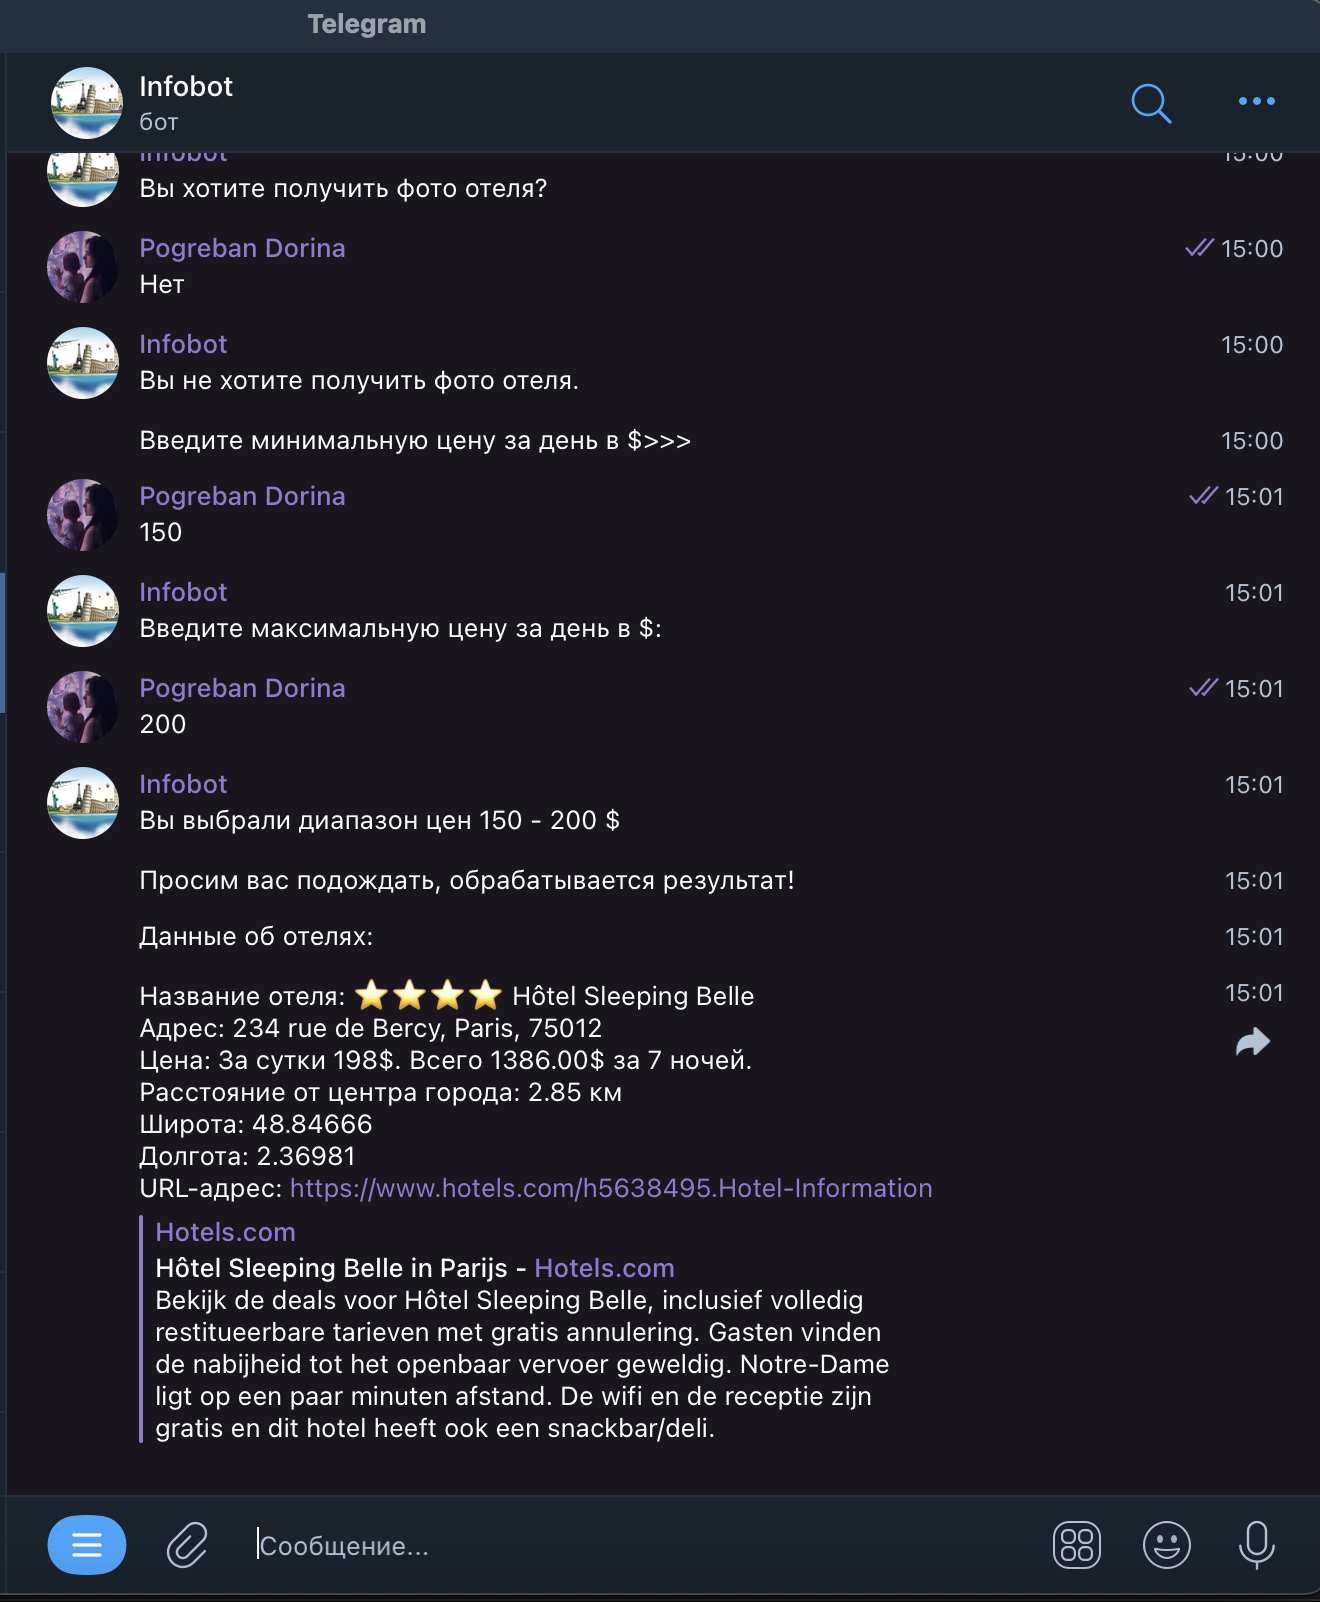 Telegram
Infobot
бот
Infobot
15:00
Вы хотите получить фото отеля?
Pogreban Dorina
15:00
Нет
Infobot
15:00
Вы не хотите получить фото отеля.
Введите минимальную цену за день в $>>>
15:00
Pogreban Dorina
15:01
150
Infobot
15:01
Введите максимальную цену за день в $:
Pogreban Dorina
15:01
200
Infobot
15:01
Вы выбрали диапазон цен 150 - 200 $
Просим вас подождать, обрабатывается результат!
15:01
Данные об отелях:
15:01
Название отеля: ⭐⭐⭐⭐ Hôtel Sleeping Belle
15:01
Адрес: 234 rue de Bercy, Paris, 75012
Цена: За сутки 198$. Всего 1386.00$ за 7 ночей.
Расстояние от центра города: 2.85 км
Широта: 48.84666
Долгота: 2.36981
URL-адрес: https://www.hotels.com/h5638495.Hotel-Information
Hotels.com
Hôtel Sleeping Belle in Parijs - Hotels.com
Bekijk de deals voor Hôtel Sleeping Belle, inclusief volledig
restitueerbare tarieven met gratis annulering. Gasten vinden
de nabijheid tot het openbaar vervoer geweldig. Notre-Dame
ligt op een paar minuten afstand. De wifi en de receptie zijn
gratis en dit hotel heeft ook een snackbar/deli.
Сообщение...